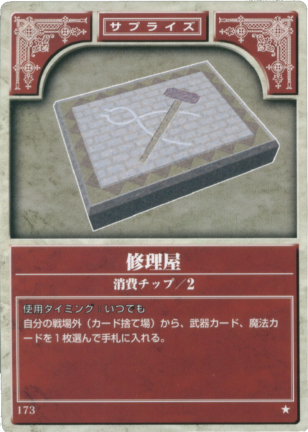 サプライズ
修理屋
消費チップ／2
使用タイミング　いつでも
自分の戦場外（カード捨て場）から、武器カード、魔法カ
ードを１枚選んで手札に入れる。
173
★